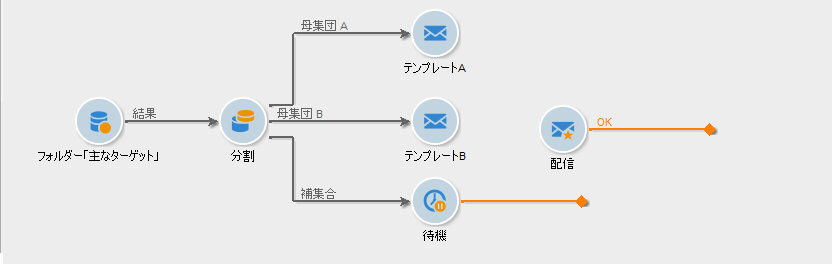 母集団 A
テンプレートA
結果
フォルダー「主なターゲット」
分割
母集団 B
テンプレートB
OK
配信
補集合
待機